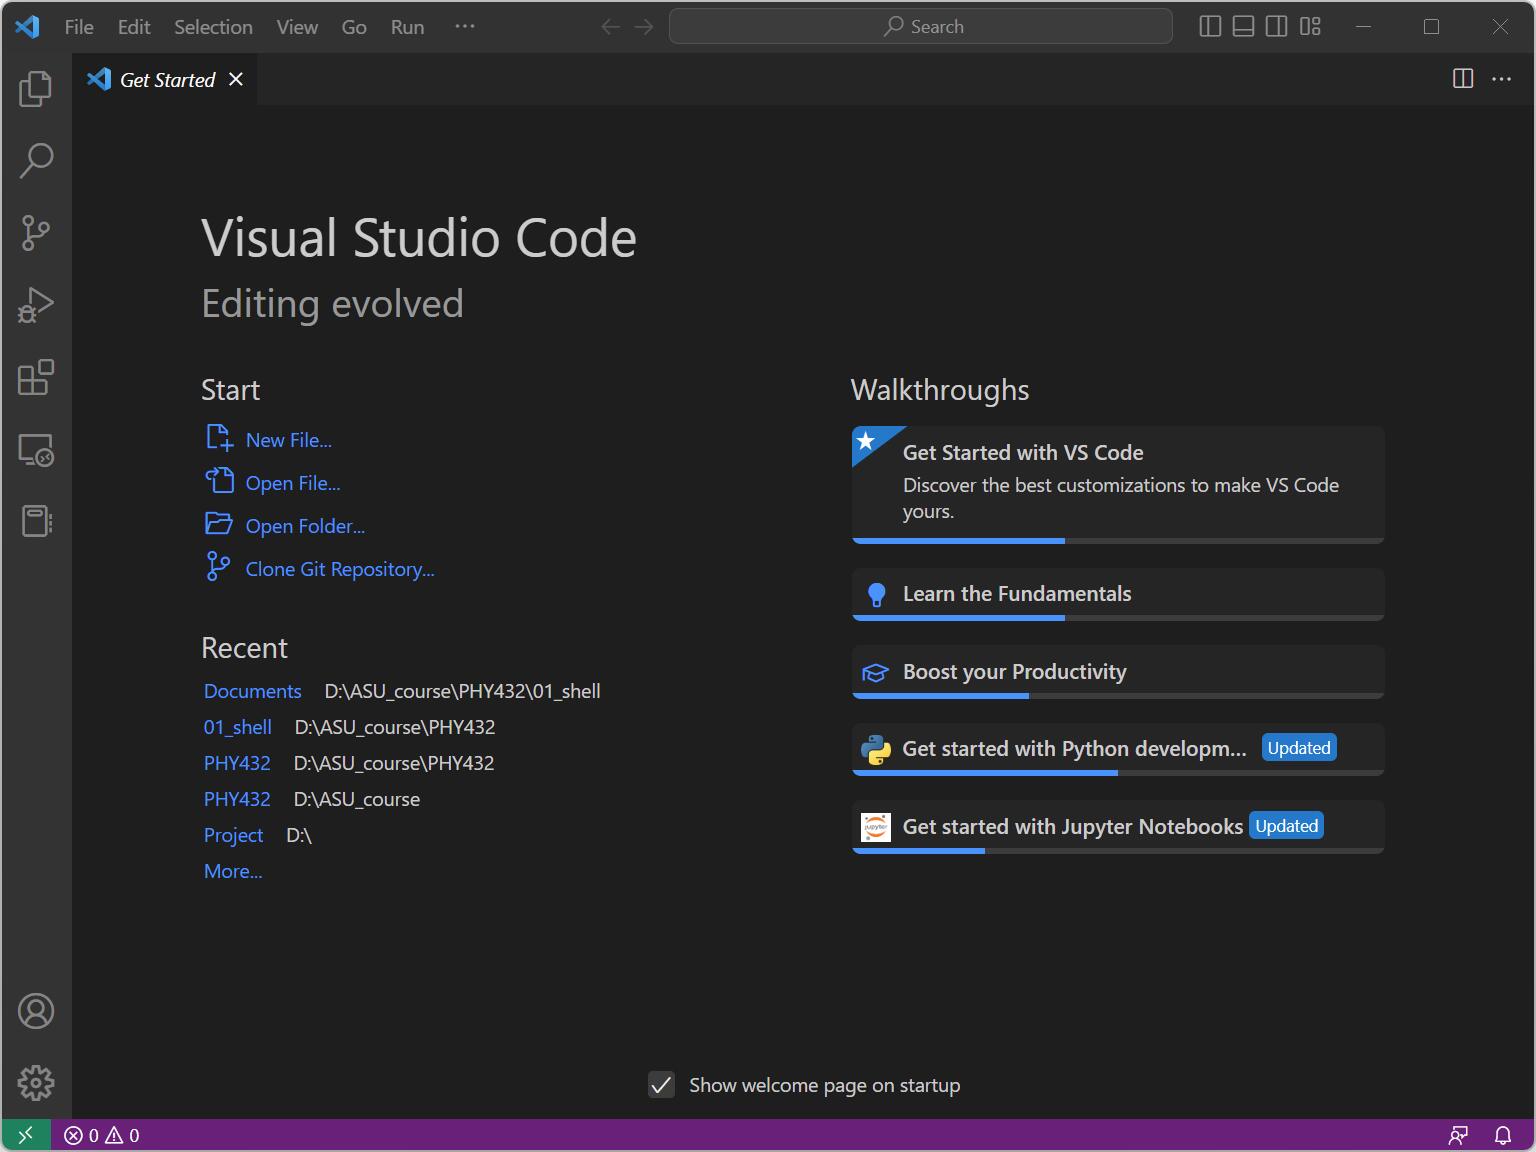 File Edit Selection View Go Run ···
Search
Get Started
Visual Studio Code
Editing evolved
Start
New File...
Open File...
Open Folder...
Clone Git Repository...
Recent
Documents D:\ASU_course\PHY432\01_shell
01_shell D:\ASU_course\PHY432
PHY432 D:\ASU_course\PHY432
PHY432 D:\ASU_course
Project D:\
More...
Walkthroughs
Get Started with VS Code
Discover the best customizations to make VS Code
yours.
Learn the Fundamentals
Boost your Productivity
Get started with Python developm... Updated
jupyter
Get started with Jupyter Notebooks Updated
Show welcome page on startup
0 0